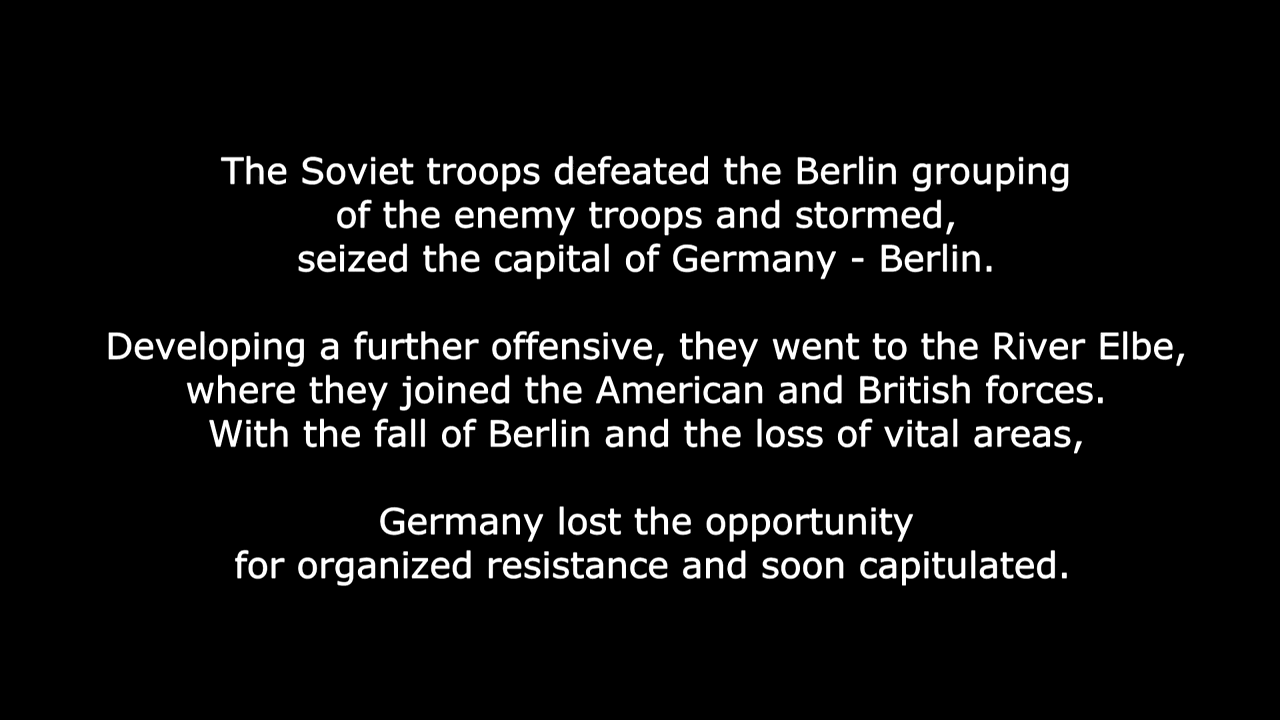 The Soviet troops defeated the Berlin grouping
of the enemy troops and stormed,
seized the capital of Germany - Berlin.
Developing a further offensive, they went to the River Elbe,
where they joined the American and British forces.
With the fall of Berlin and the loss of vital areas,
Germany lost the opportunity
for organized resistance and soon capitulated.